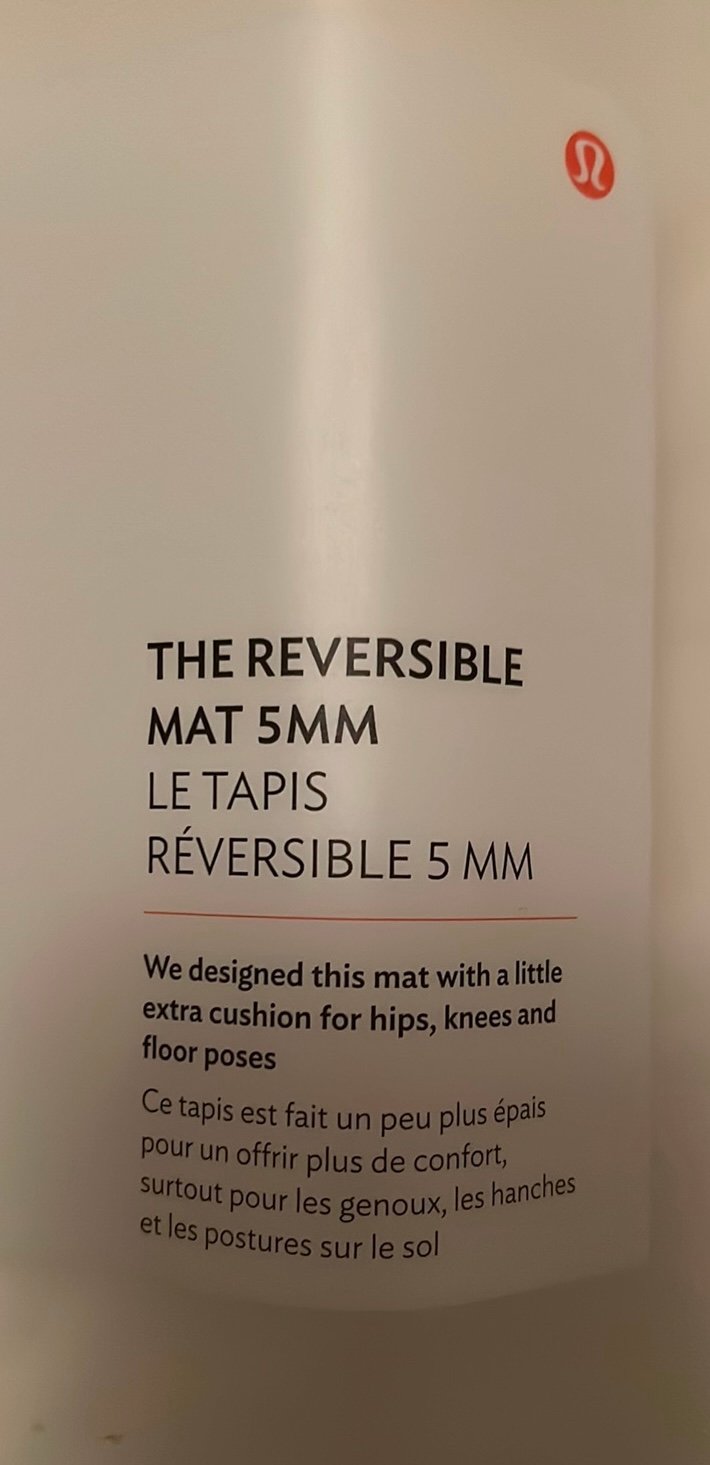 THE REVERSIBLE
MAT 5MM
LE TAPIS
RÉVERSIBLE 5 MM
We designed this mat with a little
extra cushion for hips, knees and
floor poses
Ce tapis est fait un peu plus épais
pour un offrir plus de confort,
surtout pour les genoux, les hanches
et les postures sur le sol